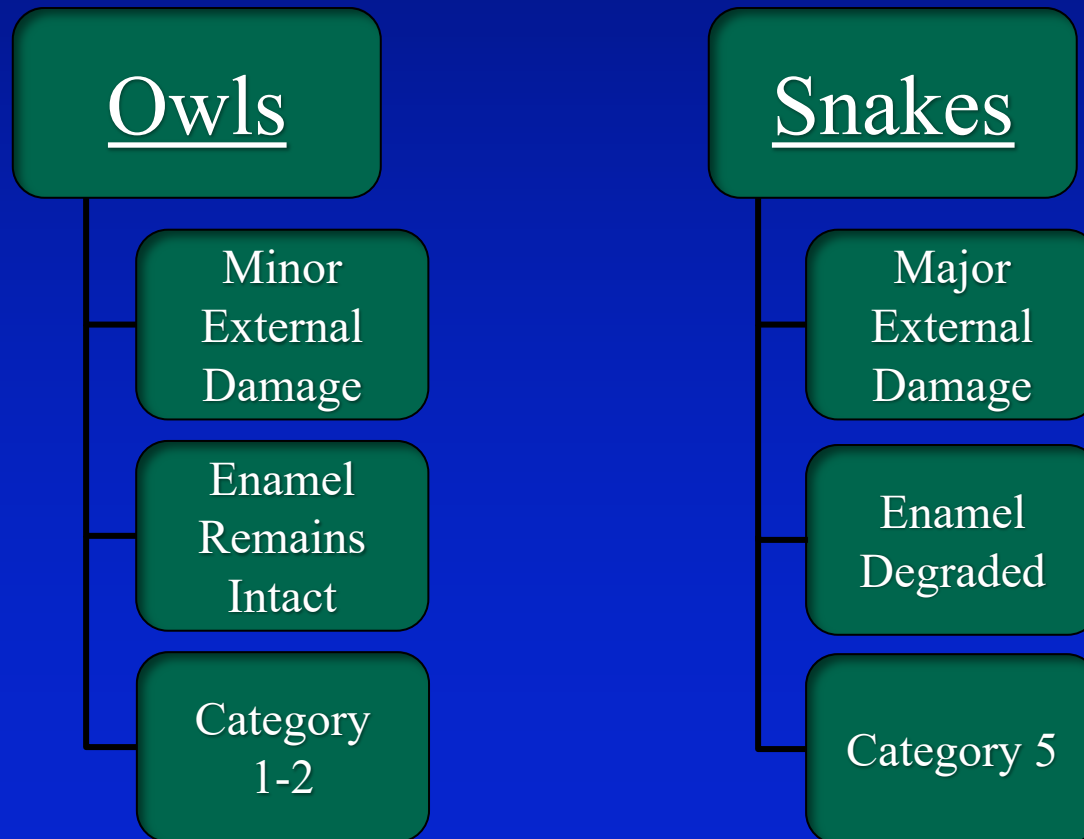 Owls
Minor
External
Damage
Enamel
Remains
Intact
Category
1-2
Snakes
Major
External
Damage
Enamel
Degraded
Category 5